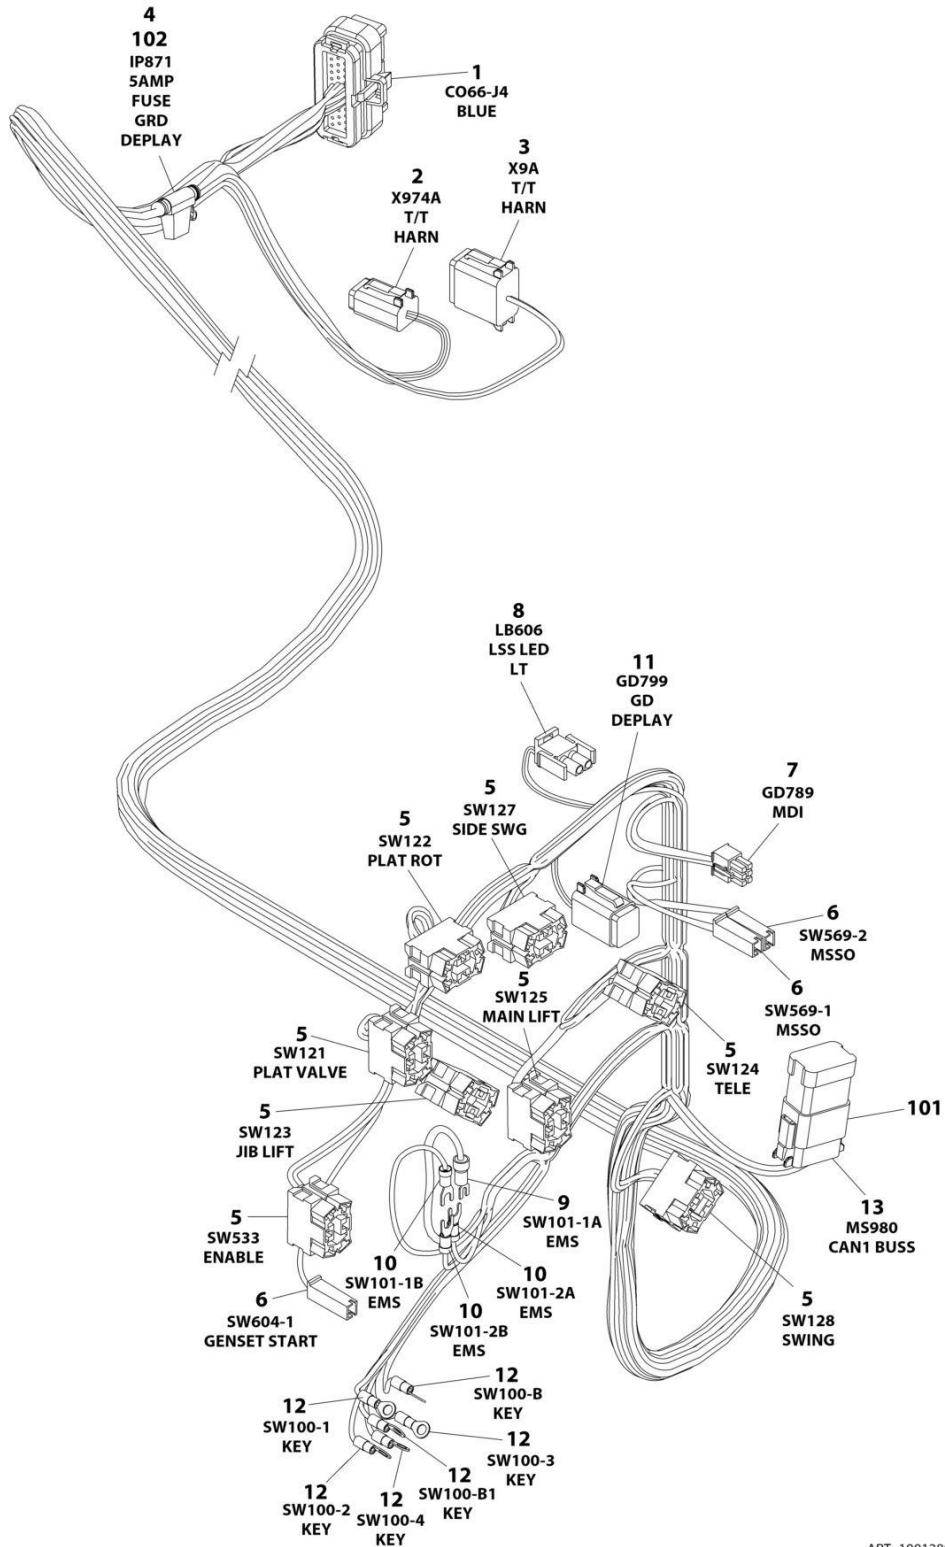 4
102
IP871
5AMP
FUSE
GRD
DEPLAY
1
CO66-J4
BLUE
2
X974A
T/T
HARN
3
X9A
T/T
HARN
8
LB606
LSS LED
LT
11
GD799
GD
DEPLAY
7
GD789
MDI
5
SW127
SIDE SWG
5
SW122
PLAT ROT
6
SW569-2
MSSO
6
SW569-1
MSSO
5
SW125
MAIN LIFT
5
SW121
PLAT VALVE
5
SW124
TELE
5
SW123
JIB LIFT
101
13
MS980
CAN1 BUSS
5
SW533
ENABLE
9
SW101-1A
EMS
10
SW101-1B
EMS
10
SW101-2A
EMS
10
SW101-2B
EMS
6
SW604-1
GENSET START
5
SW128
SWING
12
SW100-B
KEY
12
SW100-1
KEY
12
SW100-3
KEY
12
SW100-B1
KEY
12
SW100-2
KEY
12
SW100-4
KEY